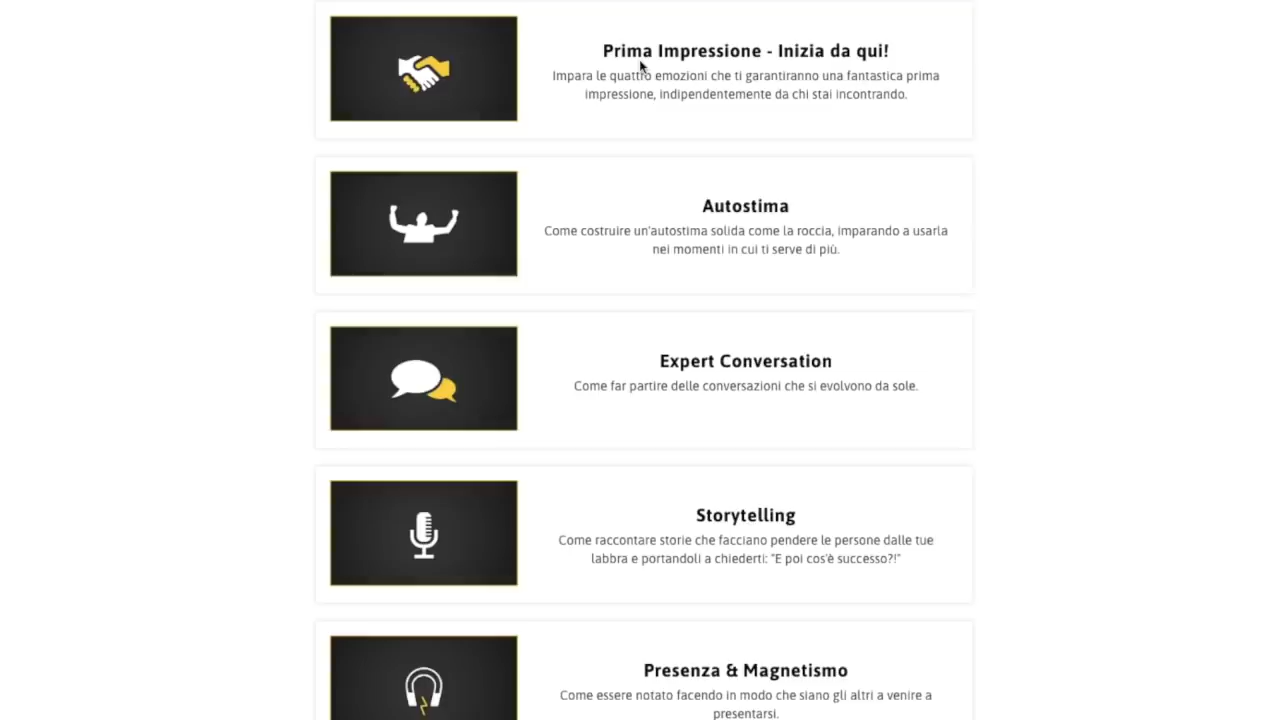 Prima Impressione - Inizia da qui!
Impara le quattro emozioni che ti garantiranno una fantastica prima
impressione, indipendentemente da chi stai incontrando.
Autostima
Come costruire un'autostima solida come la roccia, imparando a usarla
nei momenti in cui ti serve di più.
Expert Conversation
Come far partire delle conversazioni che si evolvono da sole.
Storytelling
Come raccontare storie che facciano pendere le persone dalle tue
labbra e portandoli a chiederti: "E poi cos'è successo?!"
Presenza & Magnetismo
Come essere notato facendo in modo che siano gli altri a venire a
presentarsi.